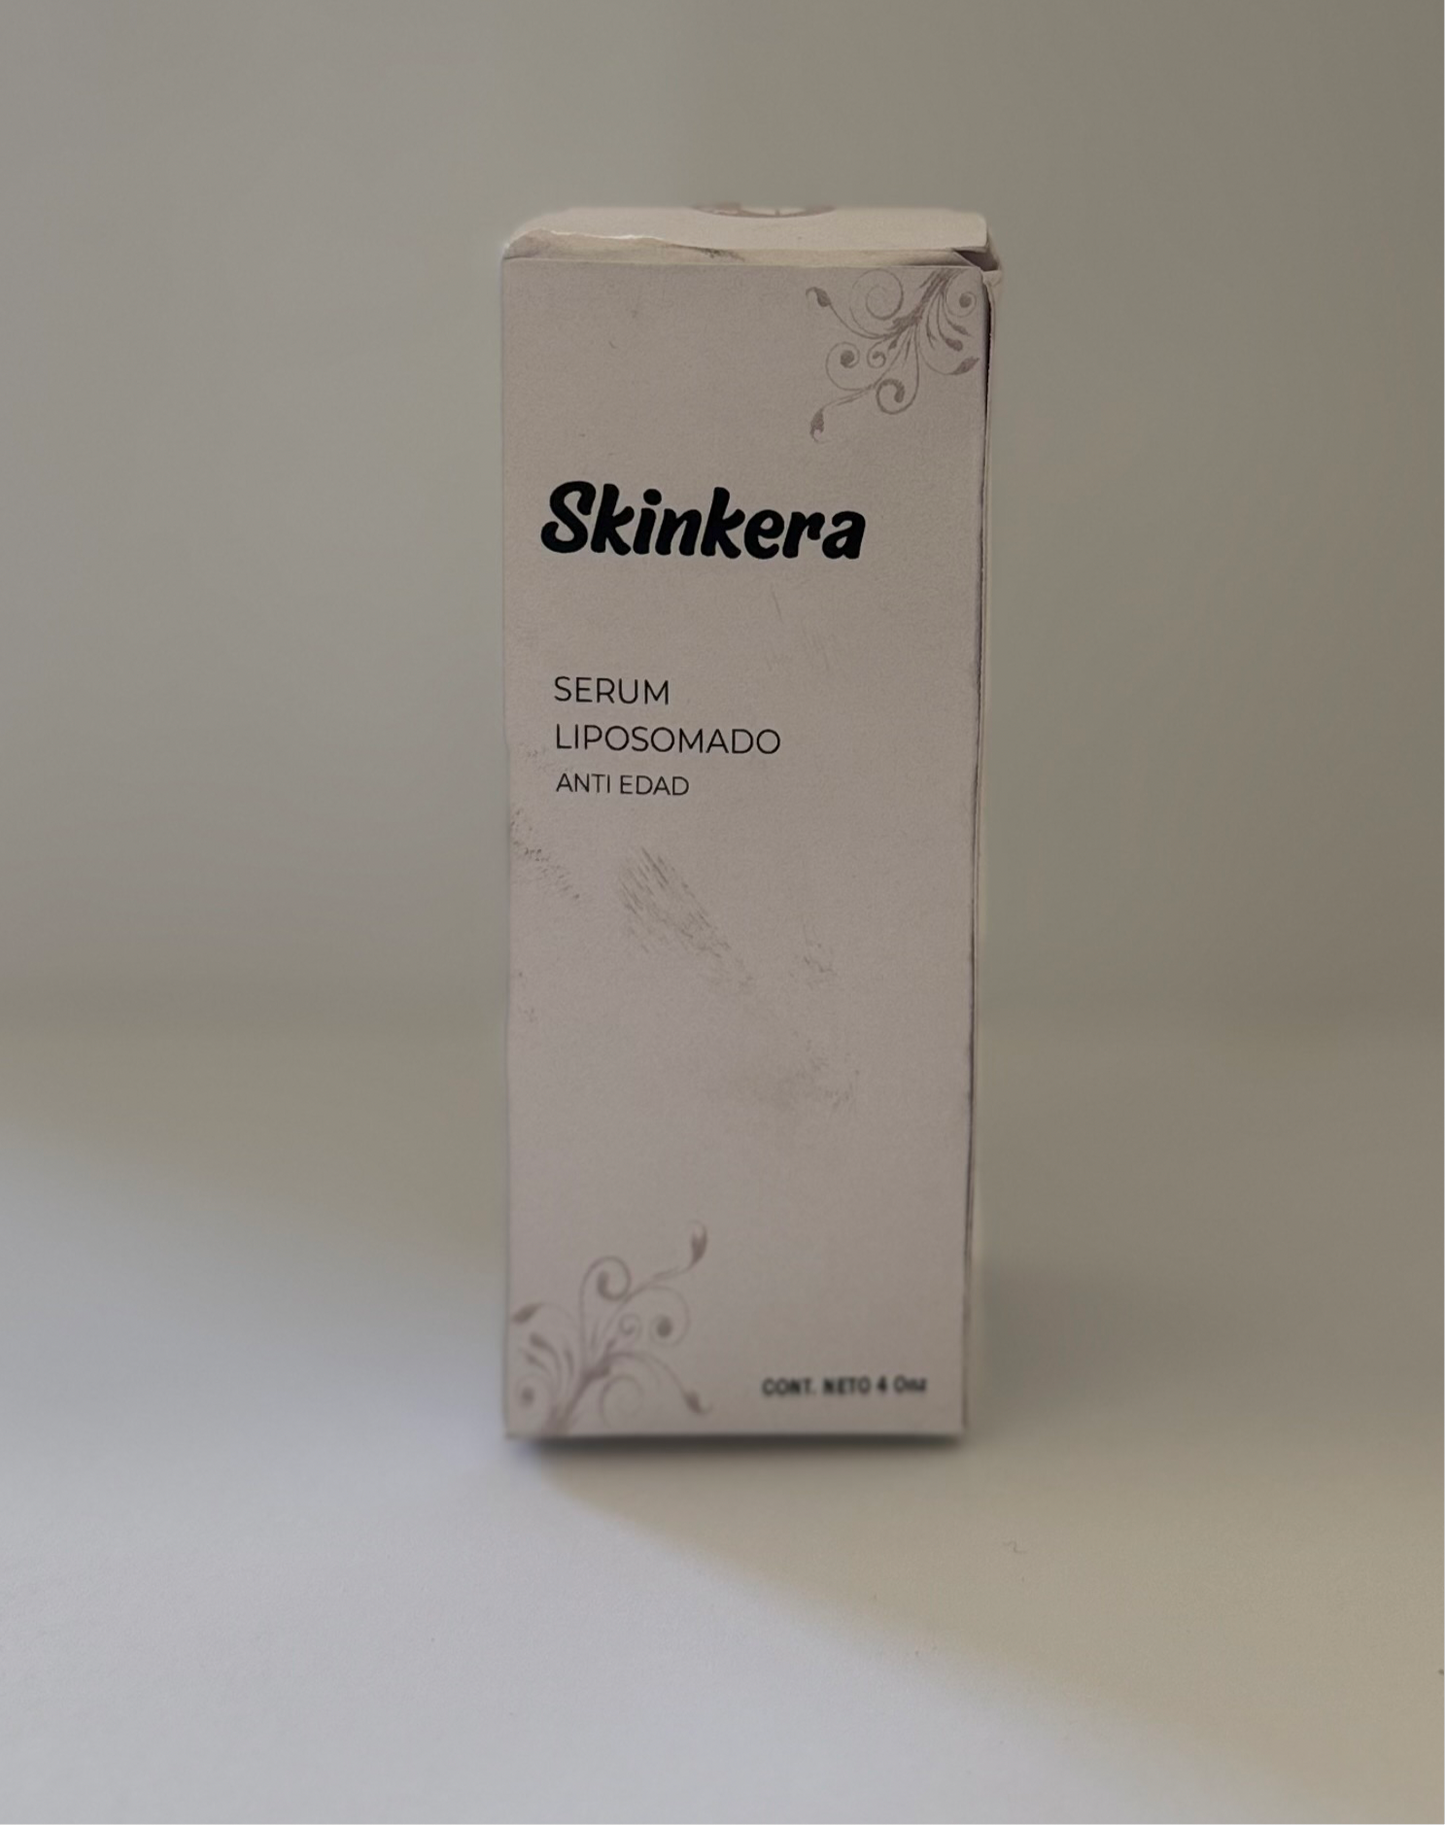 Skinkera
SERUM
LIPOSOMADO
ANTI EDAD
CONT. NETO 4 Onz